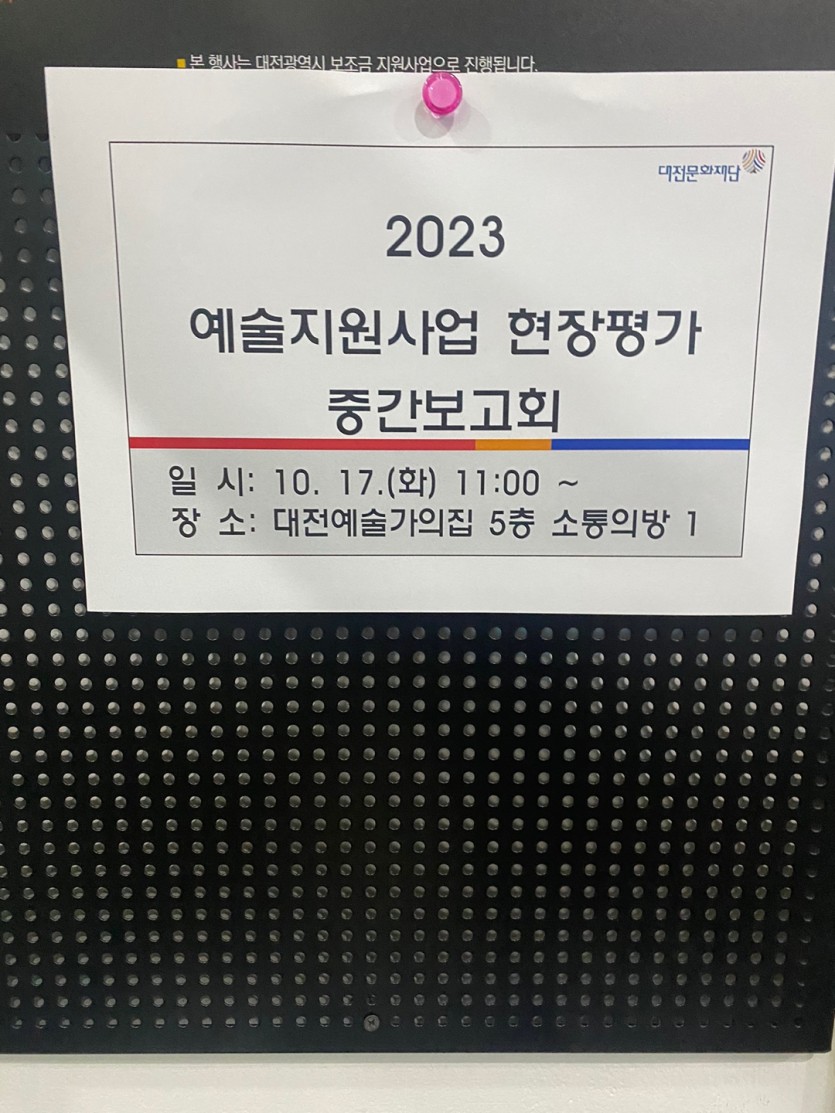 ■ 본 행사는 대전광역시 보조금 지원사업으로 진행됩니다.
대전문화재단
2023
예술지원사업 현장평가
중간보고회
일 시: 10. 17.(화) 11:00 ~
장 소: 대전예술가의집 5층 소통의방 1